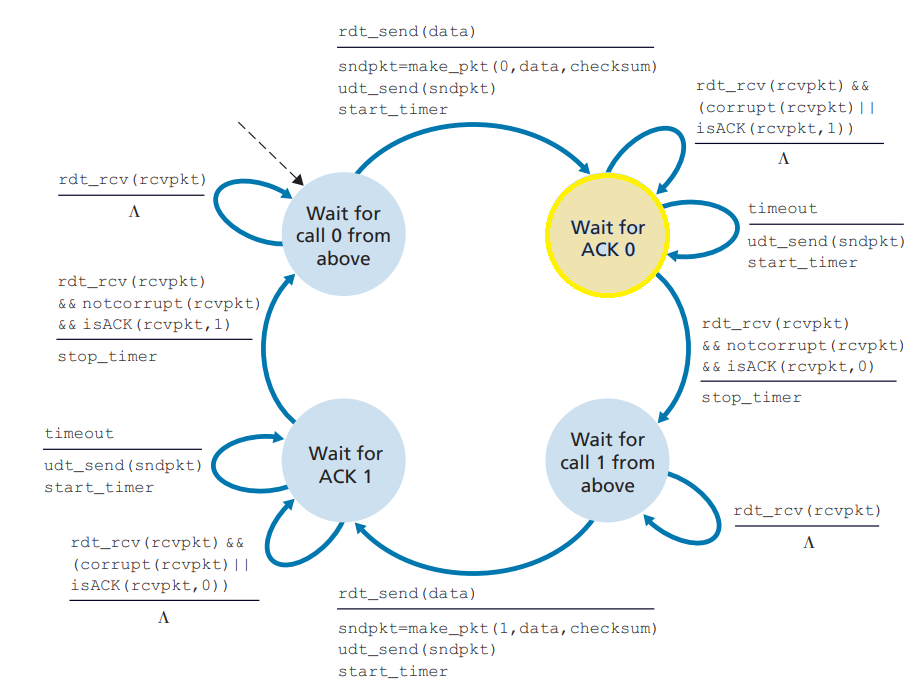 rdt_send(data)
sndpkt=make_pkt(0,data,checksum)
udt_send(sndpkt)
start_timer
rdt_rcv(rcvpkt) &&
(corrupt(rcvpkt)||
isACK(rcvpkt,1))
Λ
rdt_rcv(rcvpkt)
Λ
Wait for
call 0 from
above
Wait for
ACK 0
timeout
udt_send(sndpkt)
start_timer
rdt_rcv(rcvpkt)
&& notcorrupt(rcvpkt)
&& isACK(rcvpkt,1)
stop_timer
rdt_rcv(rcvpkt)
&& notcorrupt(rcvpkt)
&& isACK(rcvpkt,0)
stop_timer
timeout
udt_send(sndpkt)
start_timer
Wait for
ACK 1
Wait for
call 1 from
above
rdt_rcv(rcvpkt)
Λ
rdt_rcv(rcvpkt) &&
(corrupt(rcvpkt)||
isACK(rcvpkt,0))
Λ
rdt_send(data)
sndpkt=make_pkt(1,data,checksum)
udt_send(sndpkt)
start_timer